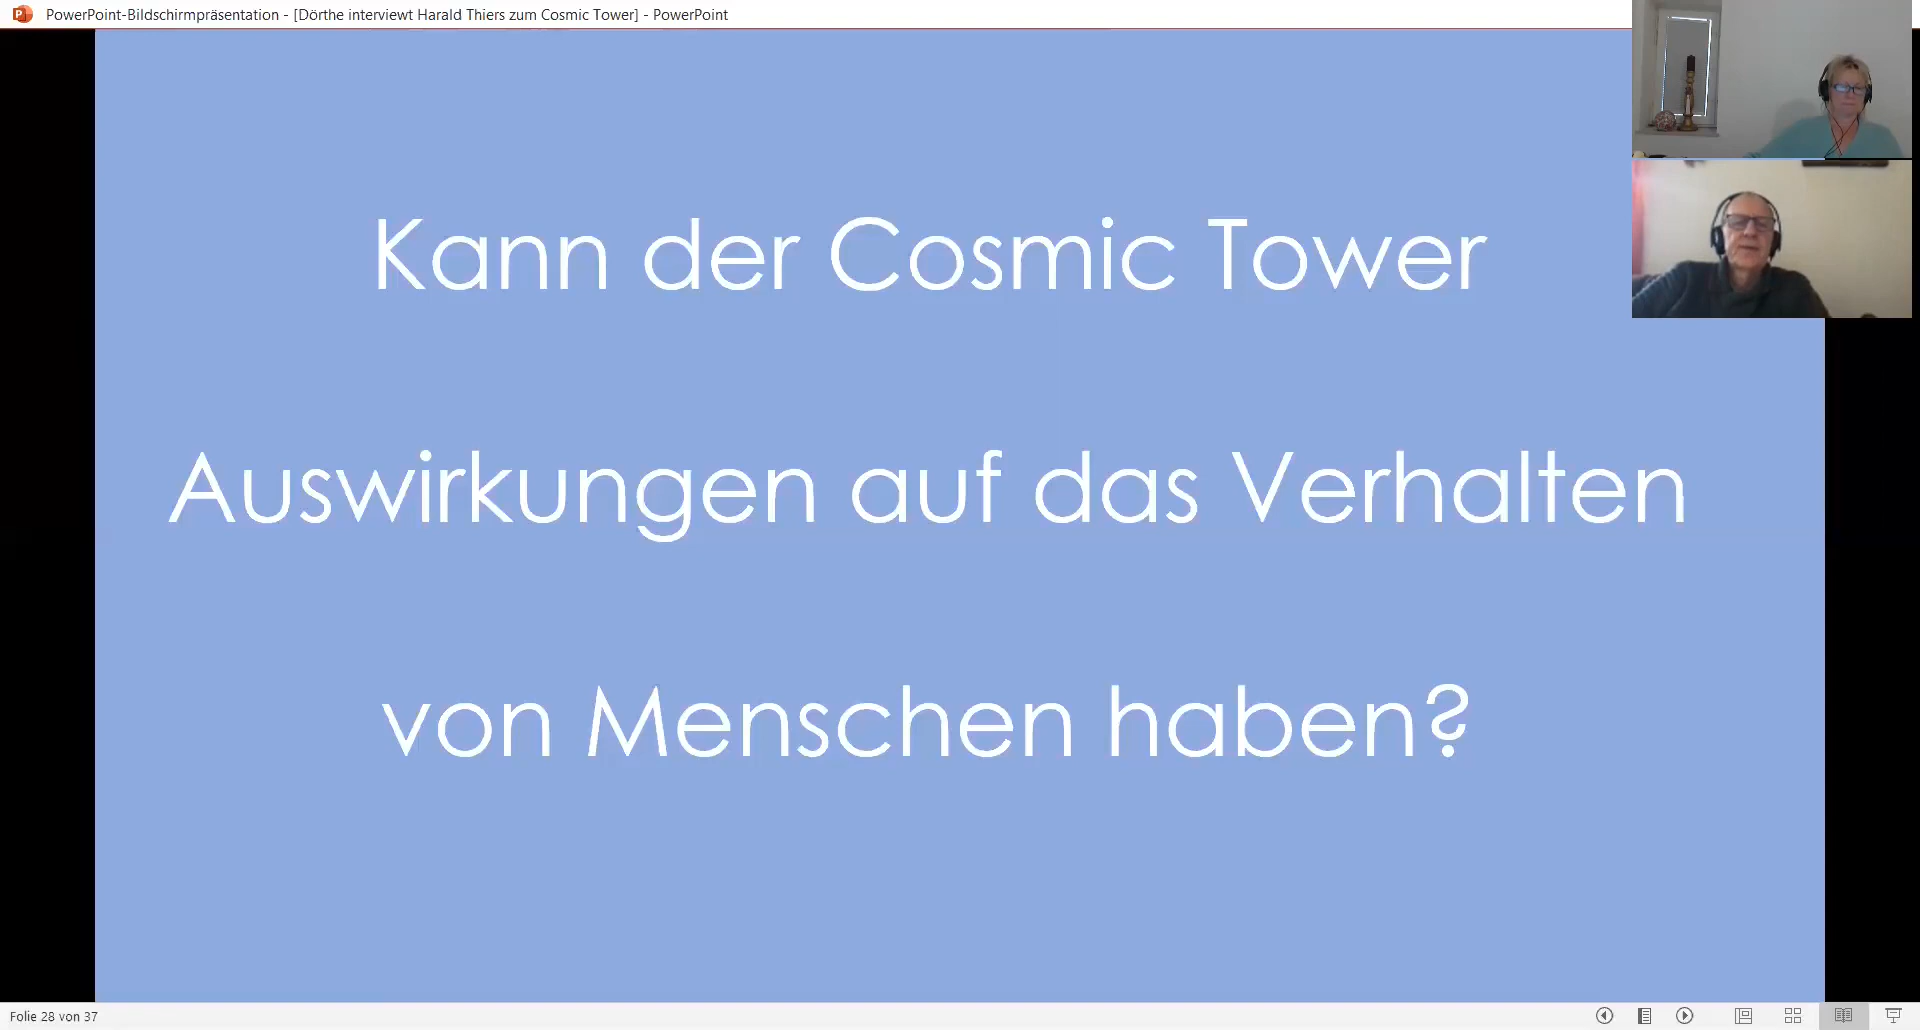 PowerPoint-Bildschirmpräsentation - [Dörthe interviewt Harald Thiers zum Cosmic Tower] - PowerPoint
Kann der Cosmic Tower
Auswirkungen auf das Verhalten
von Menschen haben?
Folie 28 von 37